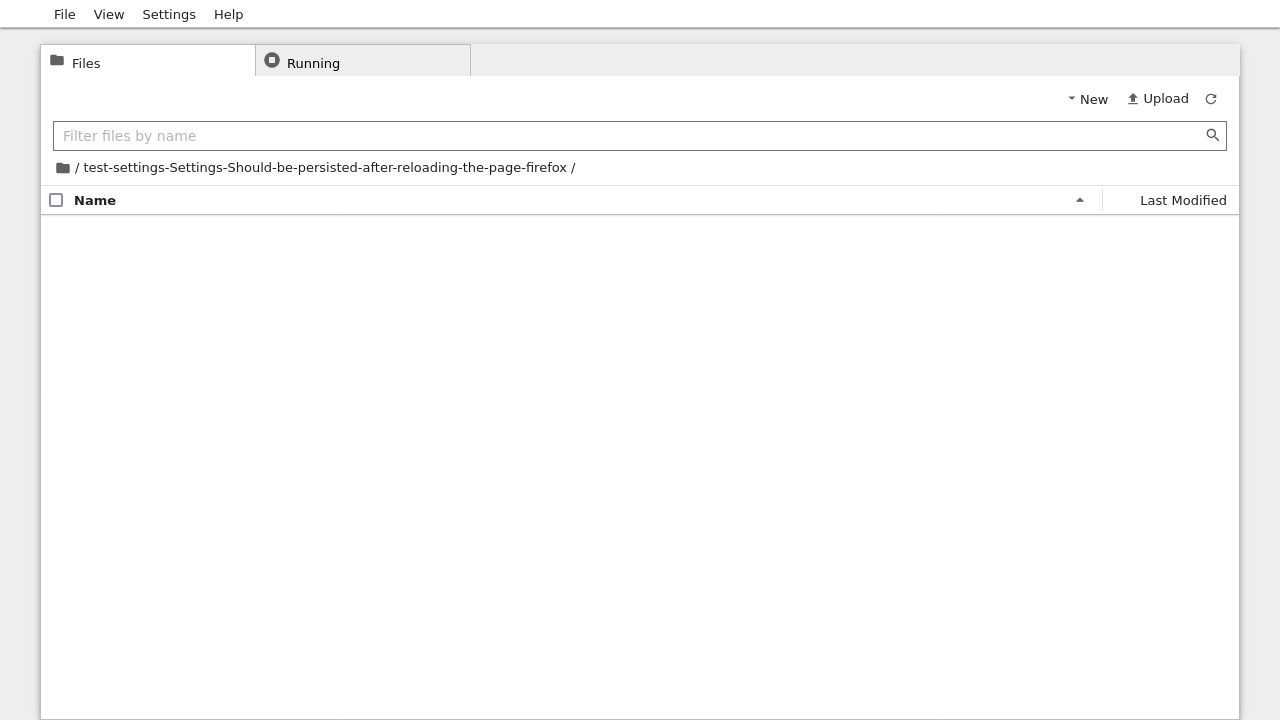 File View Settings Help
Files Running
New Upload
Filter files by name
/ test-settings-Settings-Should-be-persisted-after-reloading-the-page-firefox /
Name Last Modified